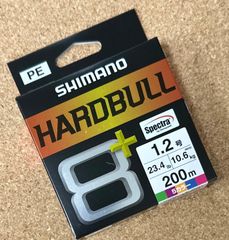 PE
SHIMANO
HARDBULL
8+
Spectra
1.2号
23.4lb 10.6kg
200m